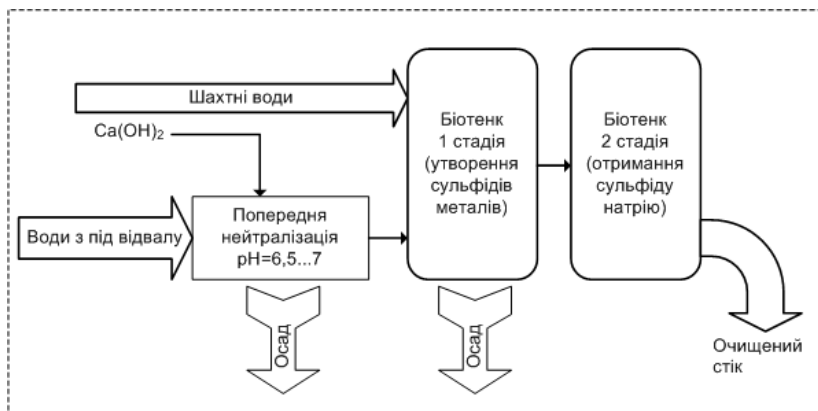 Шахтні води
Ca(OH)2
Води з під відвалу
Попередня
нейтралізація
pH=6,5...7
Осад
Біотенк
1 стадія
(утворення
сульфідів
металів)
Осад
Біотенк
2 стадія
(отримання
сульфіду
натрію)
Очищений
стік